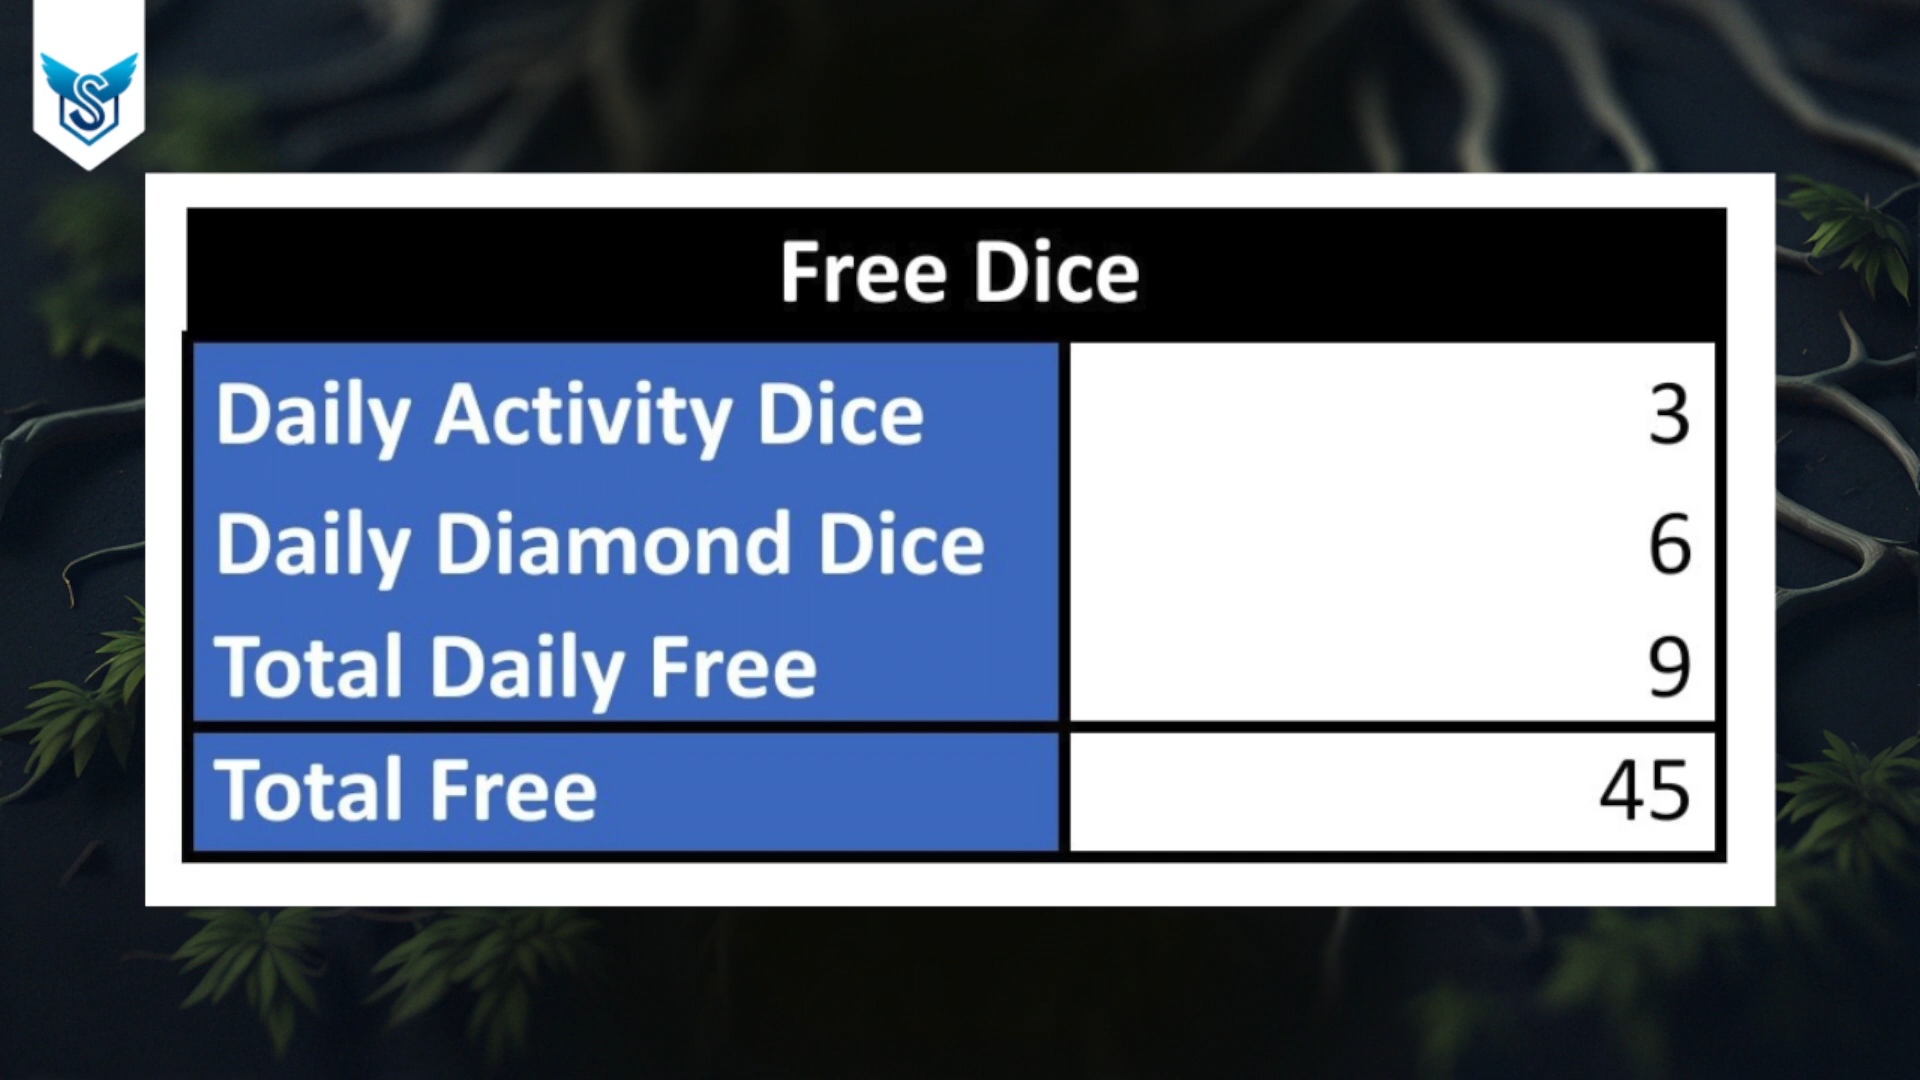 S
Free Dice
Daily Activity Dice 3
Daily Diamond Dice 6
Total Daily Free 9
Total Free 45